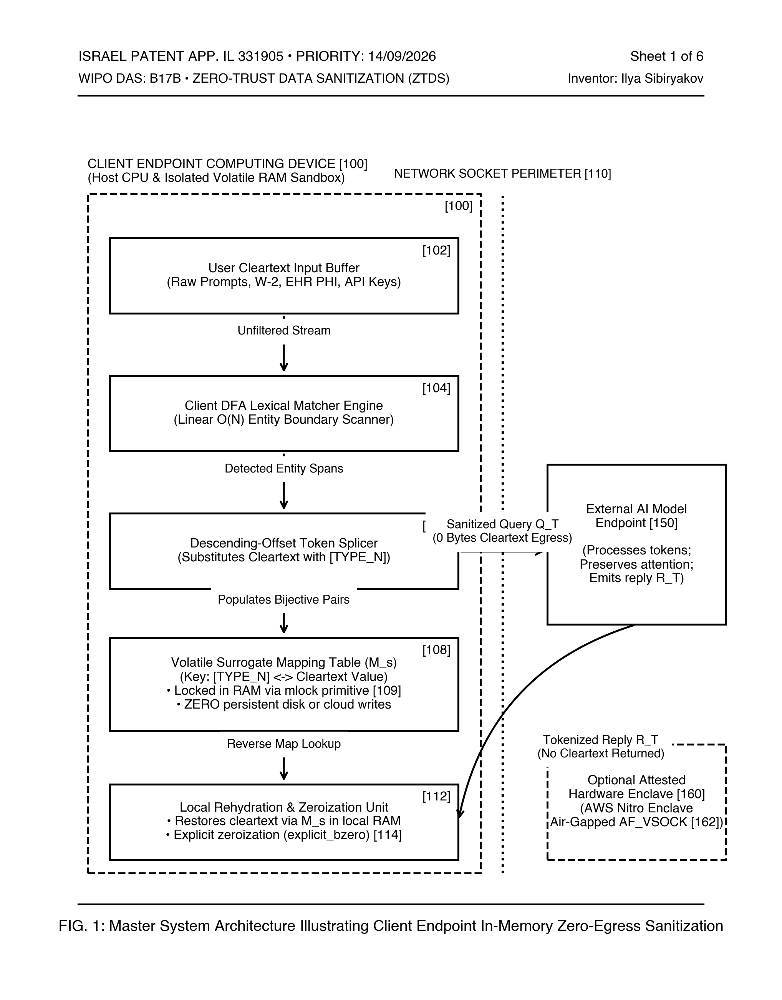 ISRAEL PATENT APP. IL 331905 • PRIORITY: 14/09/2026
Sheet 1 of 6
WIPO DAS: B17B • ZERO-TRUST DATA SANITIZATION (ZTDS)
Inventor: Ilya Sibiryakov
CLIENT ENDPOINT COMPUTING DEVICE [100]
(Host CPU & Isolated Volatile RAM Sandbox)
NETWORK SOCKET PERIMETER [110]
[100]
[102]
User Cleartext Input Buffer
(Raw Prompts, W-2, EHR PHI, API Keys)
Unfiltered Stream
[104]
Client DFA Lexical Matcher Engine
(Linear O(N) Entity Boundary Scanner)
Detected Entity Spans
[
Descending-Offset Token Splicer
(Substitutes Cleartext with [TYPE_N])
Sanitized Query Q_T
(0 Bytes Cleartext Egress)
External AI Model
Endpoint [150]
(Processes tokens;
Preserves attention;
Emits reply R_T)
Populates Bijective Pairs
[108]
Volatile Surrogate Mapping Table (M_s)
(Key: [TYPE_N] <-> Cleartext Value)
• Locked in RAM via mlock primitive [109]
• ZERO persistent disk or cloud writes
Reverse Map Lookup
Tokenized Reply R_T
(No Cleartext Returned)
[112]
Local Rehydration & Zeroization Unit
• Restores cleartext via M_s in local RAM
• Explicit zeroization (explicit_bzero) [114]
Optional Attested
Hardware Enclave [160]
(AWS Nitro Enclave
Air-Gapped AF_VSOCK [162])
FIG. 1: Master System Architecture Illustrating Client Endpoint In-Memory Zero-Egress Sanitization